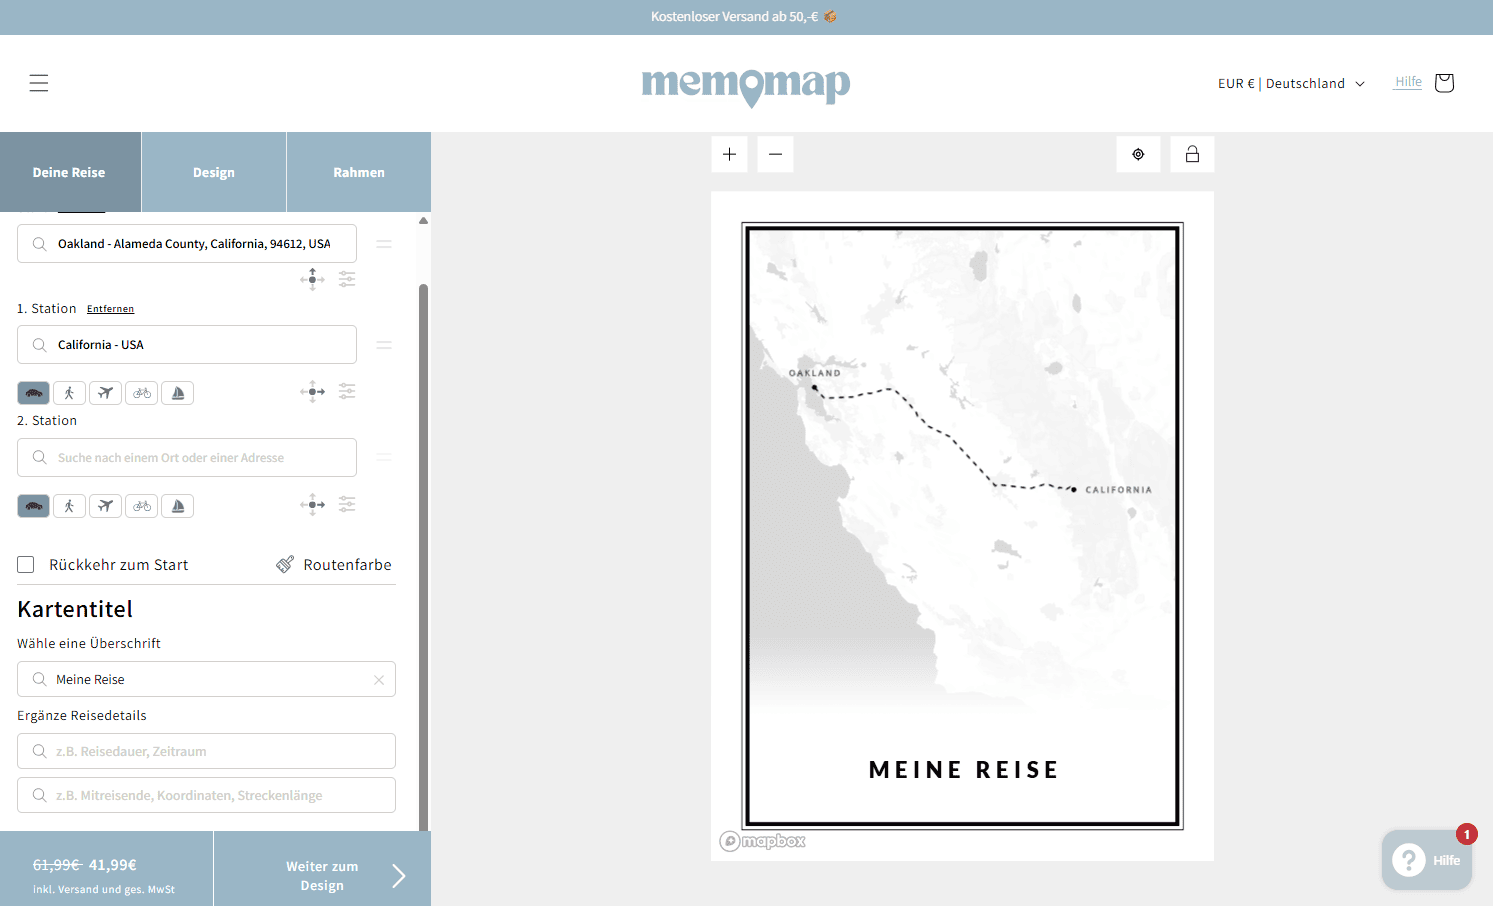 Kostenloser Versand ab 50,-€
memomap
EUR € | Deutschland
Hilfe
Deine Reise
Design
Rahmen
Oakland - Alameda County, California, 94612, USA
1. Station Entfernen
California - USA
2. Station
Suche nach einem Ort oder einer Adresse
Rückkehr zum Start
Routenfarbe
Kartentitel
Wähle eine Überschrift
Meine Reise
Ergänze Reisedetails
z.B. Reisedauer, Zeitraum
z.B. Mitreisende, Koordinaten, Streckenlänge
61,99€ 41,99€
inkl. Versand und ges. MwSt
Weiter zum
Design
OAKLAND
CALIFORNIA
MEINE REISE
mapbox
1
Hilfe